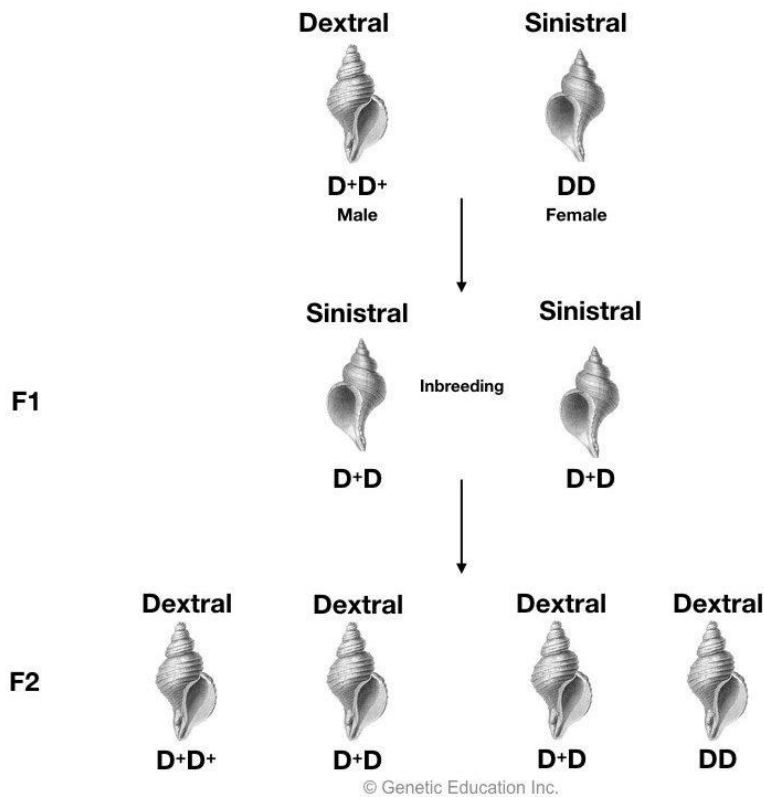 Dextral Sinistral
D⁺D⁺ DD
Male Female
Sinistral Sinistral
F1 Inbreeding
D⁺D D⁺D
Dextral Dextral Dextral Dextral
F2
D⁺D⁺ D⁺D D⁺D DD
© Genetic Education Inc.